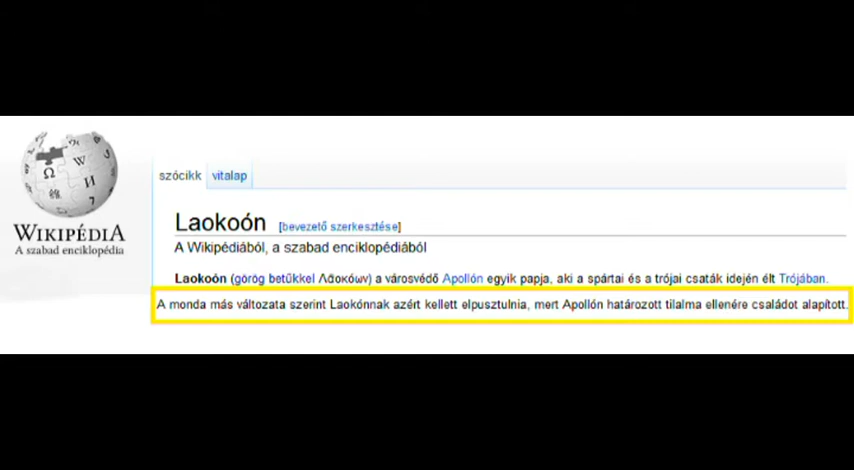 szócikk vitalap
Laokoón [bevezető szerkesztése]
WIKIPÉDIA
A szabad enciklopédia
A Wikipédiából, a szabad enciklopédiából
Laokoón (görög betűkkel Λᾱοκόων) a városvédő Apollón egyik papja, aki a spártai és a trójai csaták idején élt Trójában.
A monda más változata szerint Laokónnak azért kellett elpusztulnia, mert Apollón határozott tilalma ellenére családot alapított.